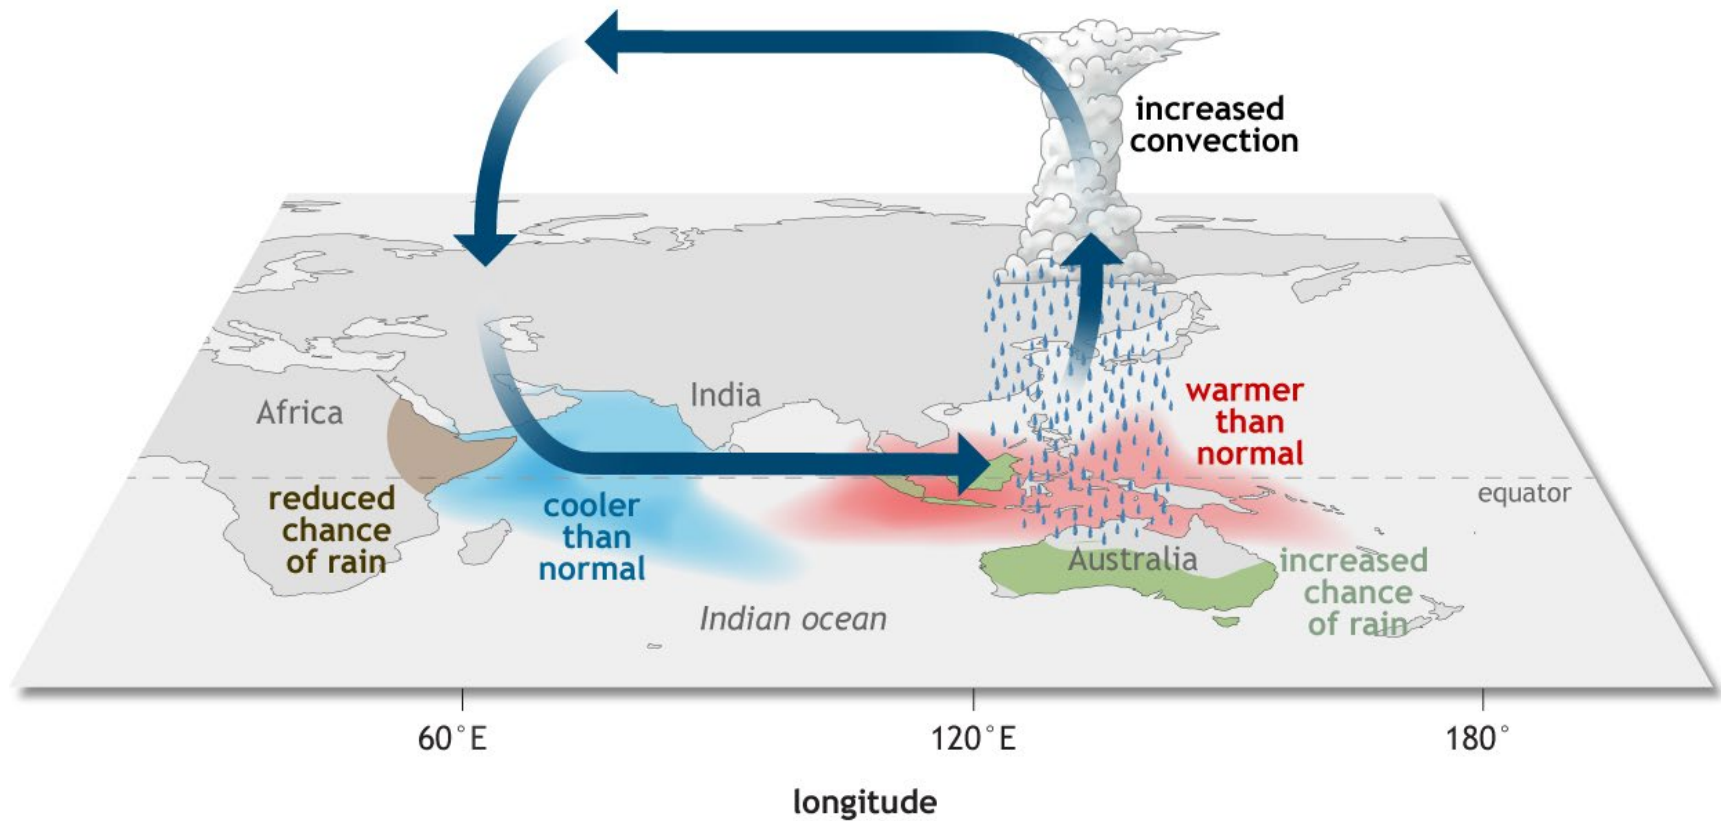 increased
convection
India
Africa
warmer
than
normal
reduced
chance
of rain
cooler
than
normal
equator
Australia
increased
chance
of rain
Indian ocean
60°E
120°E
180°
longitude